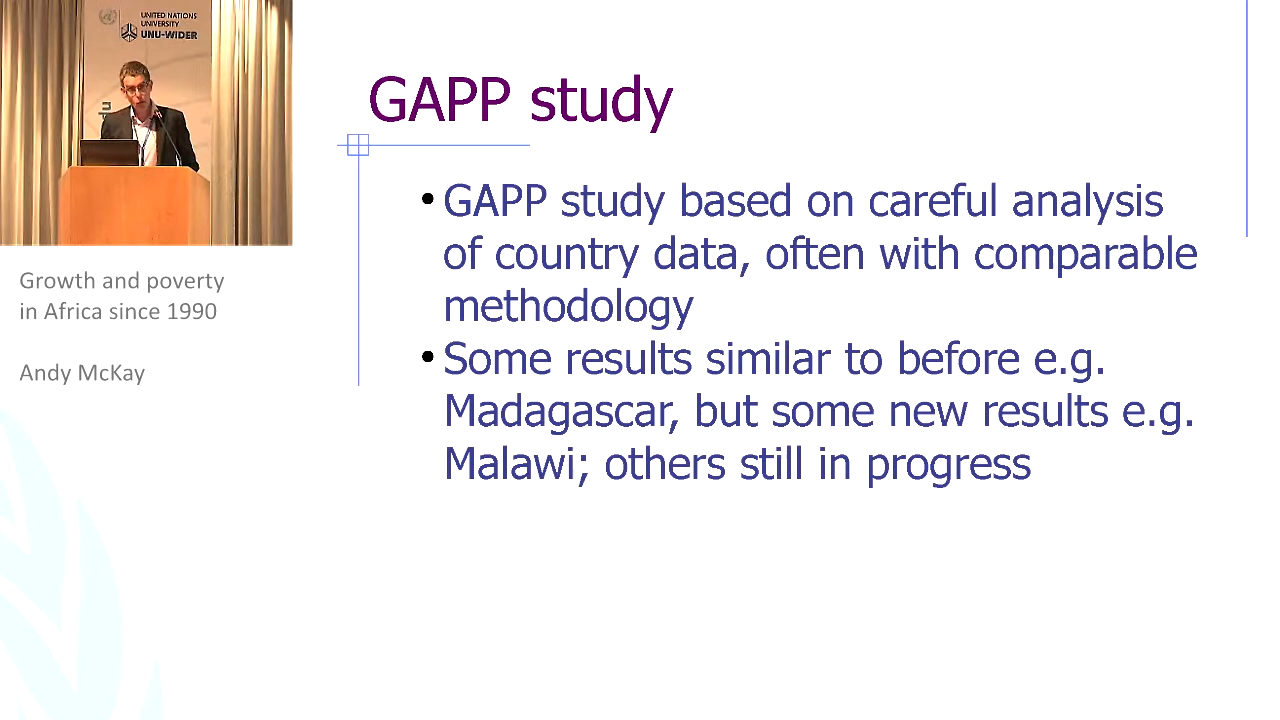 UNITED NATIONS
UNIVERSITY
UNU-WIDER
Growth and poverty
in Africa since 1990
Andy McKay
GAPP study
• GAPP study based on careful analysis
of country data, often with comparable
methodology
• Some results similar to before e.g.
Madagascar, but some new results e.g.
Malawi; others still in progress